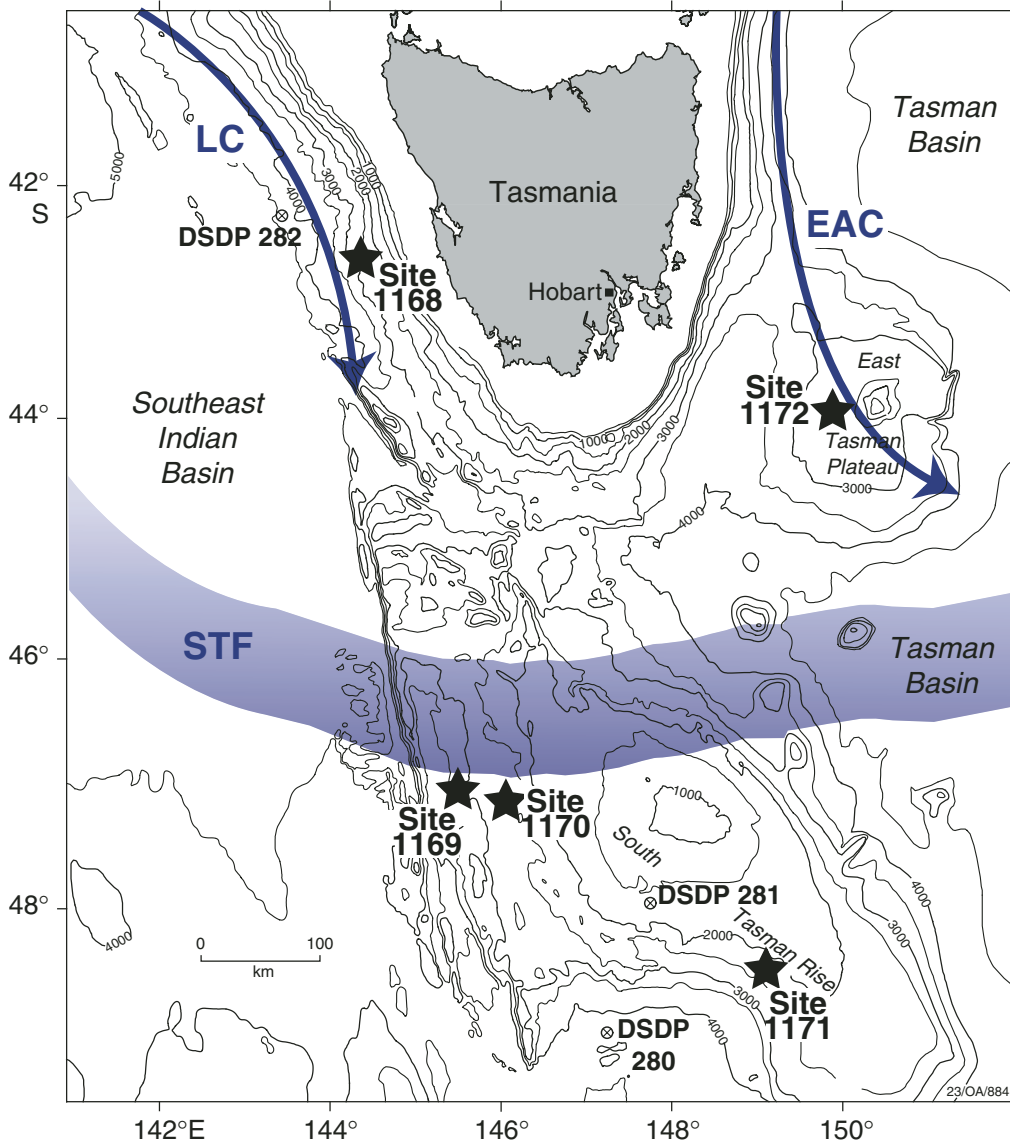 Tasman
Basin
LC
5000
1000
2000
3000
4000
42°
S
Tasmania
DSDP 282
EAC
Site
1168
Hobart
East
Site
1172
44°
Southeast
Indian
Basin
1000
2000
3000
Tasman
Plateau
3000
4000
STF
46°
Tasman
Basin
1000
Site
1169
Site
1170
South
DSDP 281
48°
4000
0 100
km
2000
Tasman Rise
4000
3000
3000
Site
1171
DSDP
280
4000
23/OA/884
142°E 144° 146° 148° 150°